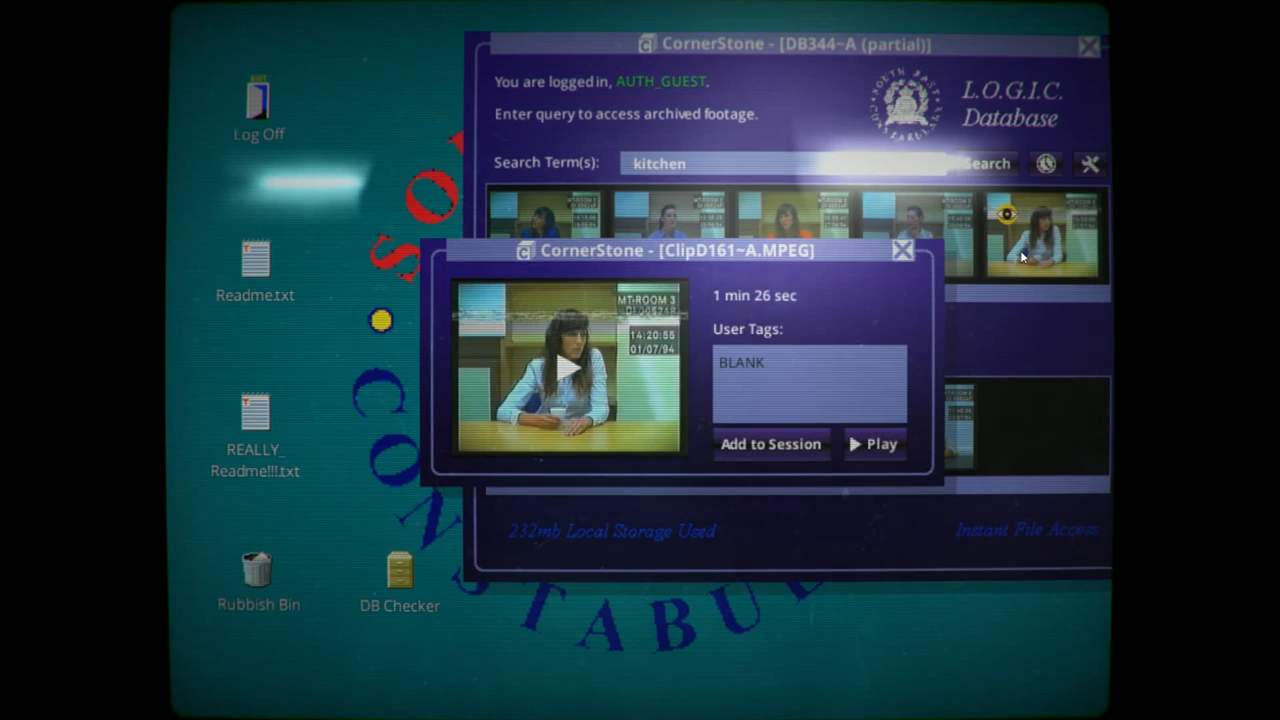 CornerStone - [DB344~A (partial)]
You are logged in, AUTH_GUEST.
Enter query to access archived footage.
L.O.G.I.C.
Database
Search Term(s):
kitchen
Search
EXIT
Log Off
Readme.txt
REALLY_
Readme!!!.txt
Rubbish Bin
DB Checker
CornerStone - [ClipD161~A.MPEG]
MT-ROOM 3
14:20:55
01/07/94
1 min 26 sec
User Tags:
BLANK
Add to Session
Play
232mb Local Storage Used
Instant File Access
SO
CONSTABUL